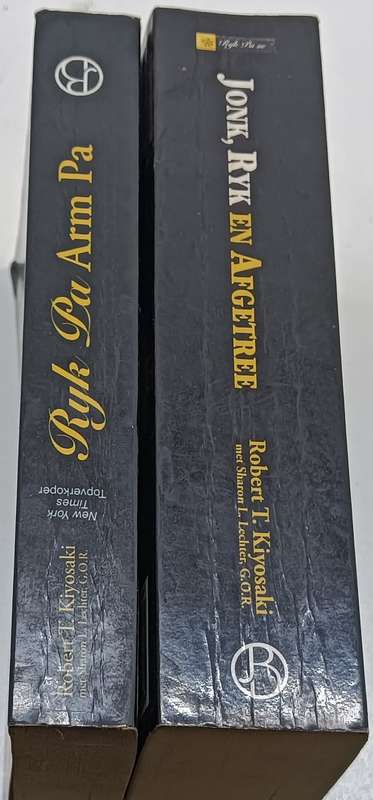 Ryk Pa Arm Pa
New York
Times
Topverkoper
Robert T. Kiyosaki
met Sharon L. Lechter, G.O.R.
Ryk Pa se
JONK, RYK EN AFGETREE
Robert T. Kiyosaki
met Sharon L. Lechter, G.O.R.